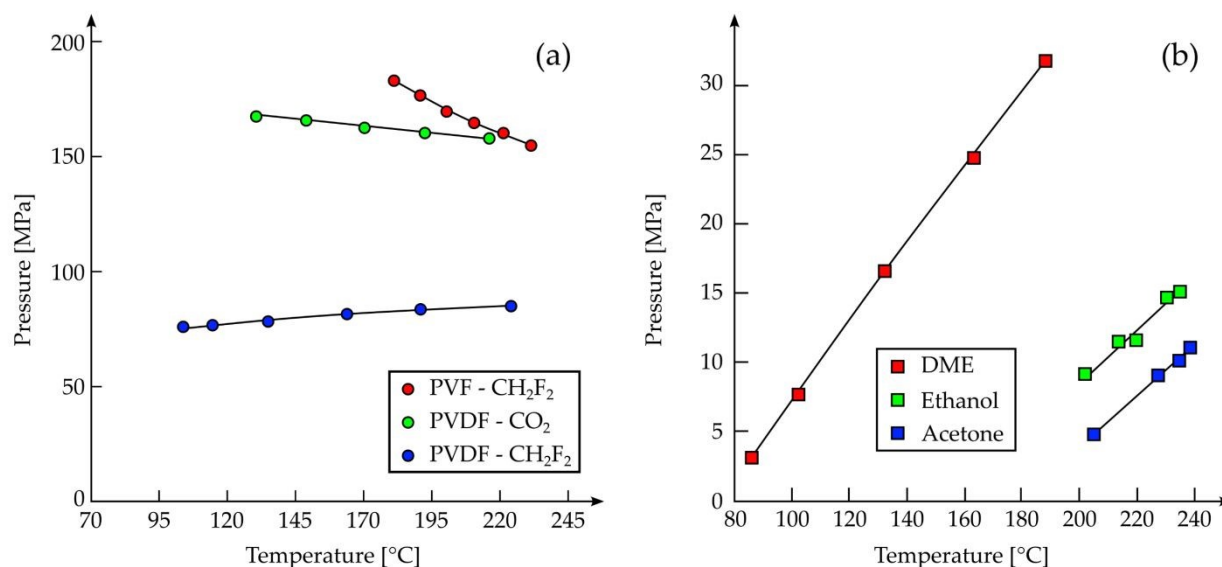 (a)
200
150
100
50
0
Pressure [MPa]
70 95 120 145 170 195 220 245
Temperature [°C]
PVF - CH₂F₂
PVDF - CO₂
PVDF - CH₂F₂
(b)
30
25
20
15
10
5
0
Pressure [MPa]
80 100 120 140 160 180 200 220 240
Temperature [°C]
DME
Ethanol
Acetone